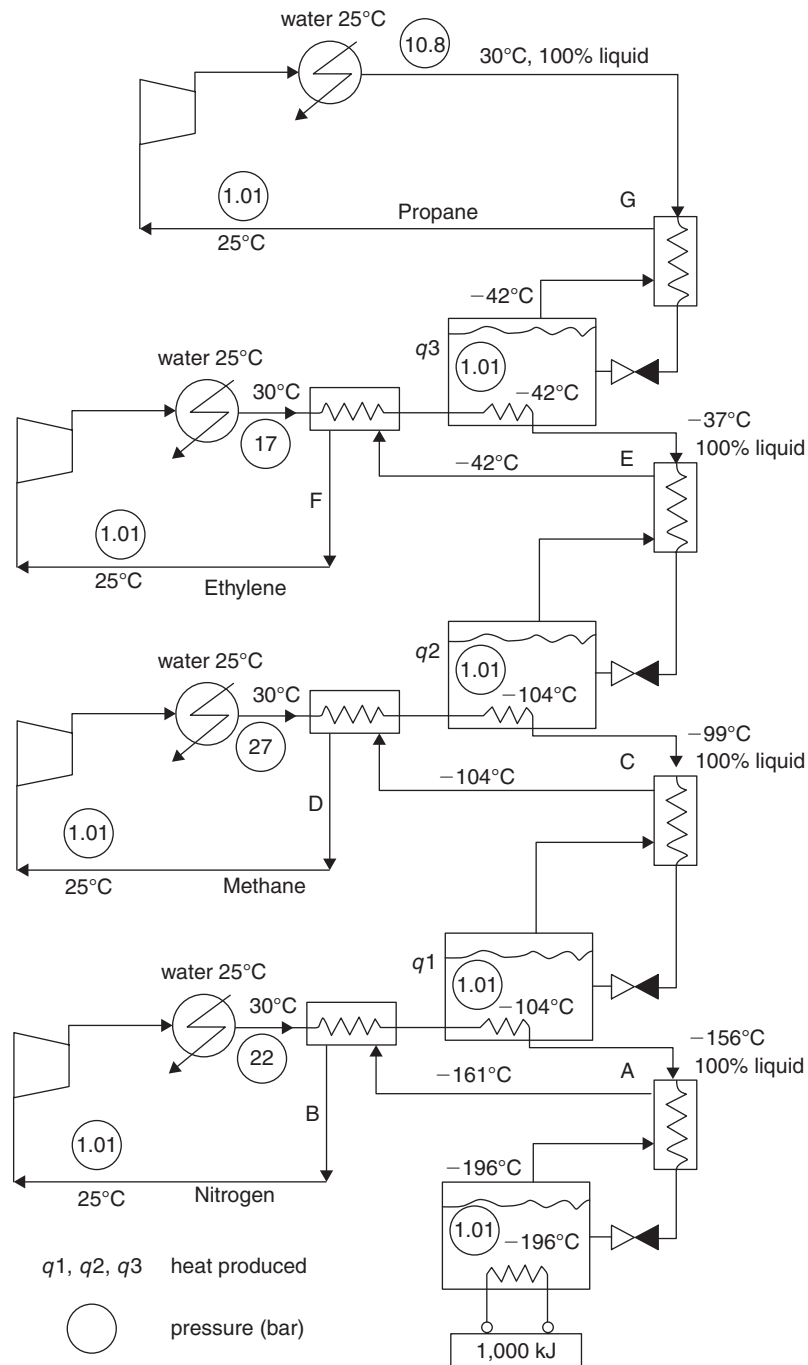 water 25°C
10.8
30°C, 100% liquid
1.01
Propane
G
25°C
−42°C
water 25°C
q3
1.01
30°C
−42°C
17
−37°C
100% liquid
−42°C
E
F
1.01
25°C
Ethylene
water 25°C
q2
1.01
30°C
−104°C
27
−99°C
100% liquid
C
−104°C
D
1.01
25°C
Methane
water 25°C
q1
1.01
30°C
−104°C
22
−156°C
100% liquid
−161°C
A
B
1.01
−196°C
25°C
Nitrogen
1.01
−196°C
q1, q2, q3 heat produced
pressure (bar)
1,000 kJ